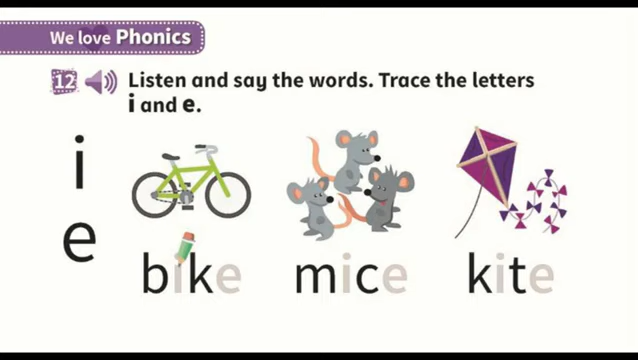 We love Phonics
12 Listen and say the words. Trace the letters
i and e.
i
e
bike mice kite